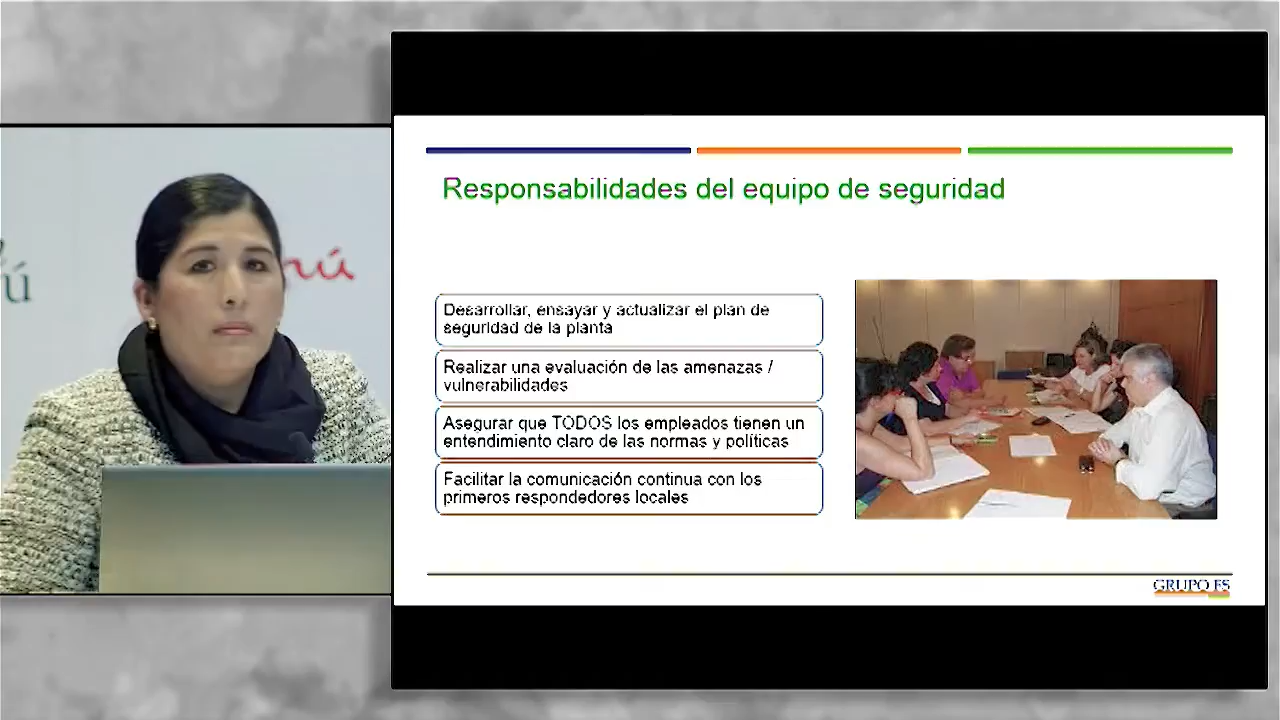 ú
rú
Responsabilidades del equipo de seguridad
Desarrollar, ensayar y actualizar el plan de
seguridad de la planta
Realizar una evaluación de las amenazas /
vulnerabilidades
Asegurar que TODOS los empleados tienen un
entendimiento claro de las normas y políticas
Facilitar la comunicación continua con los
primeros respondedores locales
GRUPO ES